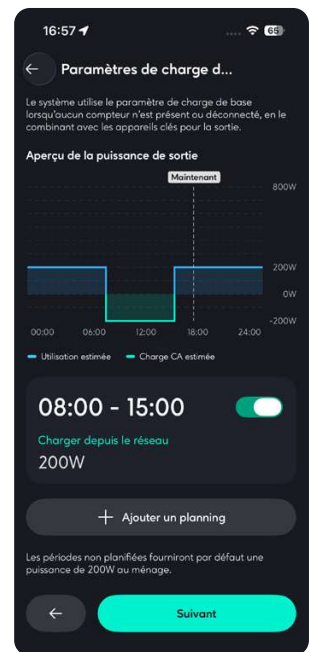 16:57
65
Paramètres de charge d...
Le système utilise le paramètre de charge de base
lorsqu'aucun compteur n'est présent ou déconnecté, en le
combinant avec les appareils clés pour la sortie.
Aperçu de la puissance de sortie
Maintenant
800W
200W
0W
-200W
00:00 06:00 12:00 18:00 24:00
Utilisation estimée Charge CA estimée
08:00 - 15:00
Charger depuis le réseau
200W
+ Ajouter un planning
Les périodes non planifiées fourniront par défaut une
puissance de 200W au ménage.
Suivant